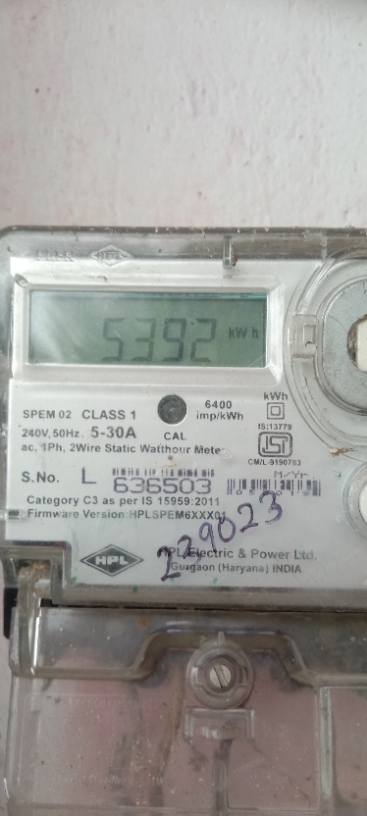 5392 kWh
SPEM 02 CLASS 1
6400
imp/kWh
kWh
IS:13779
240V, 50Hz. 5-30A
CAL
ac, 1Ph, 2Wire Static Watthour Meter
CM/L-9190763
M/Yr
S.No. L 636503
Category C3 as per IS 15959:2011
Firmware Version:HPLSPEM6XXX01
239023
HPL
HPL Electric & Power Ltd.
Gurgaon (Haryana) INDIA